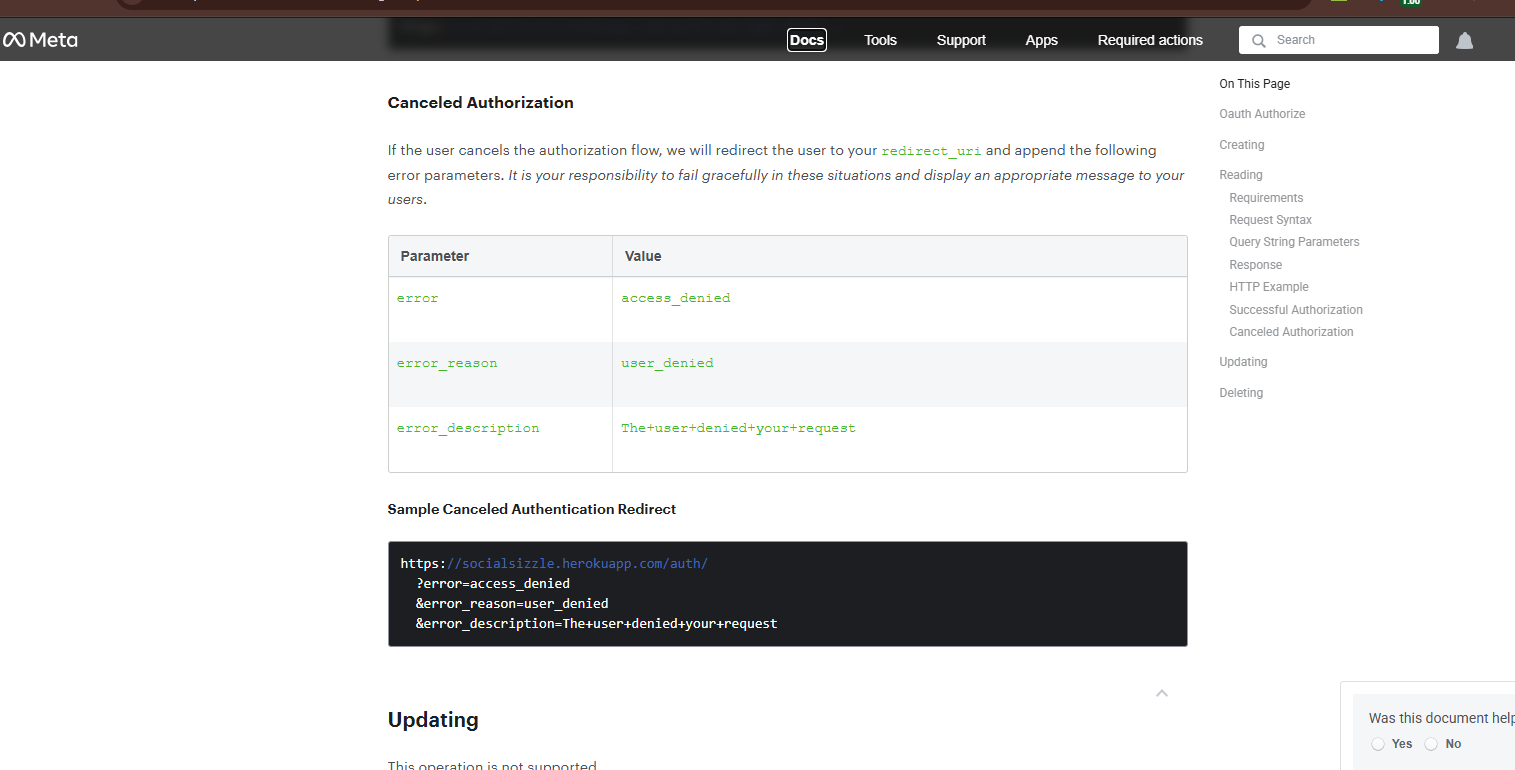 1.00
Meta
Docs
Tools
Support
Apps
Required actions
Search
Canceled Authorization
If the user cancels the authorization flow, we will redirect the user to your redirect_uri and append the following
error parameters. It is your responsibility to fail gracefully in these situations and display an appropriate message to your
users.
Parameter Value
error access_denied
error_reason user_denied
error_description The+user+denied+your+request
Sample Canceled Authentication Redirect
https://socialsizzle.herokuapp.com/auth/
?error=access_denied
&error_reason=user_denied
&error_description=The+user+denied+your+request
Updating
This operation is not supported.
On This Page
Oauth Authorize
Creating
Reading
Requirements
Request Syntax
Query String Parameters
Response
HTTP Example
Successful Authorization
Canceled Authorization
Updating
Deleting
Was this document help
Yes No